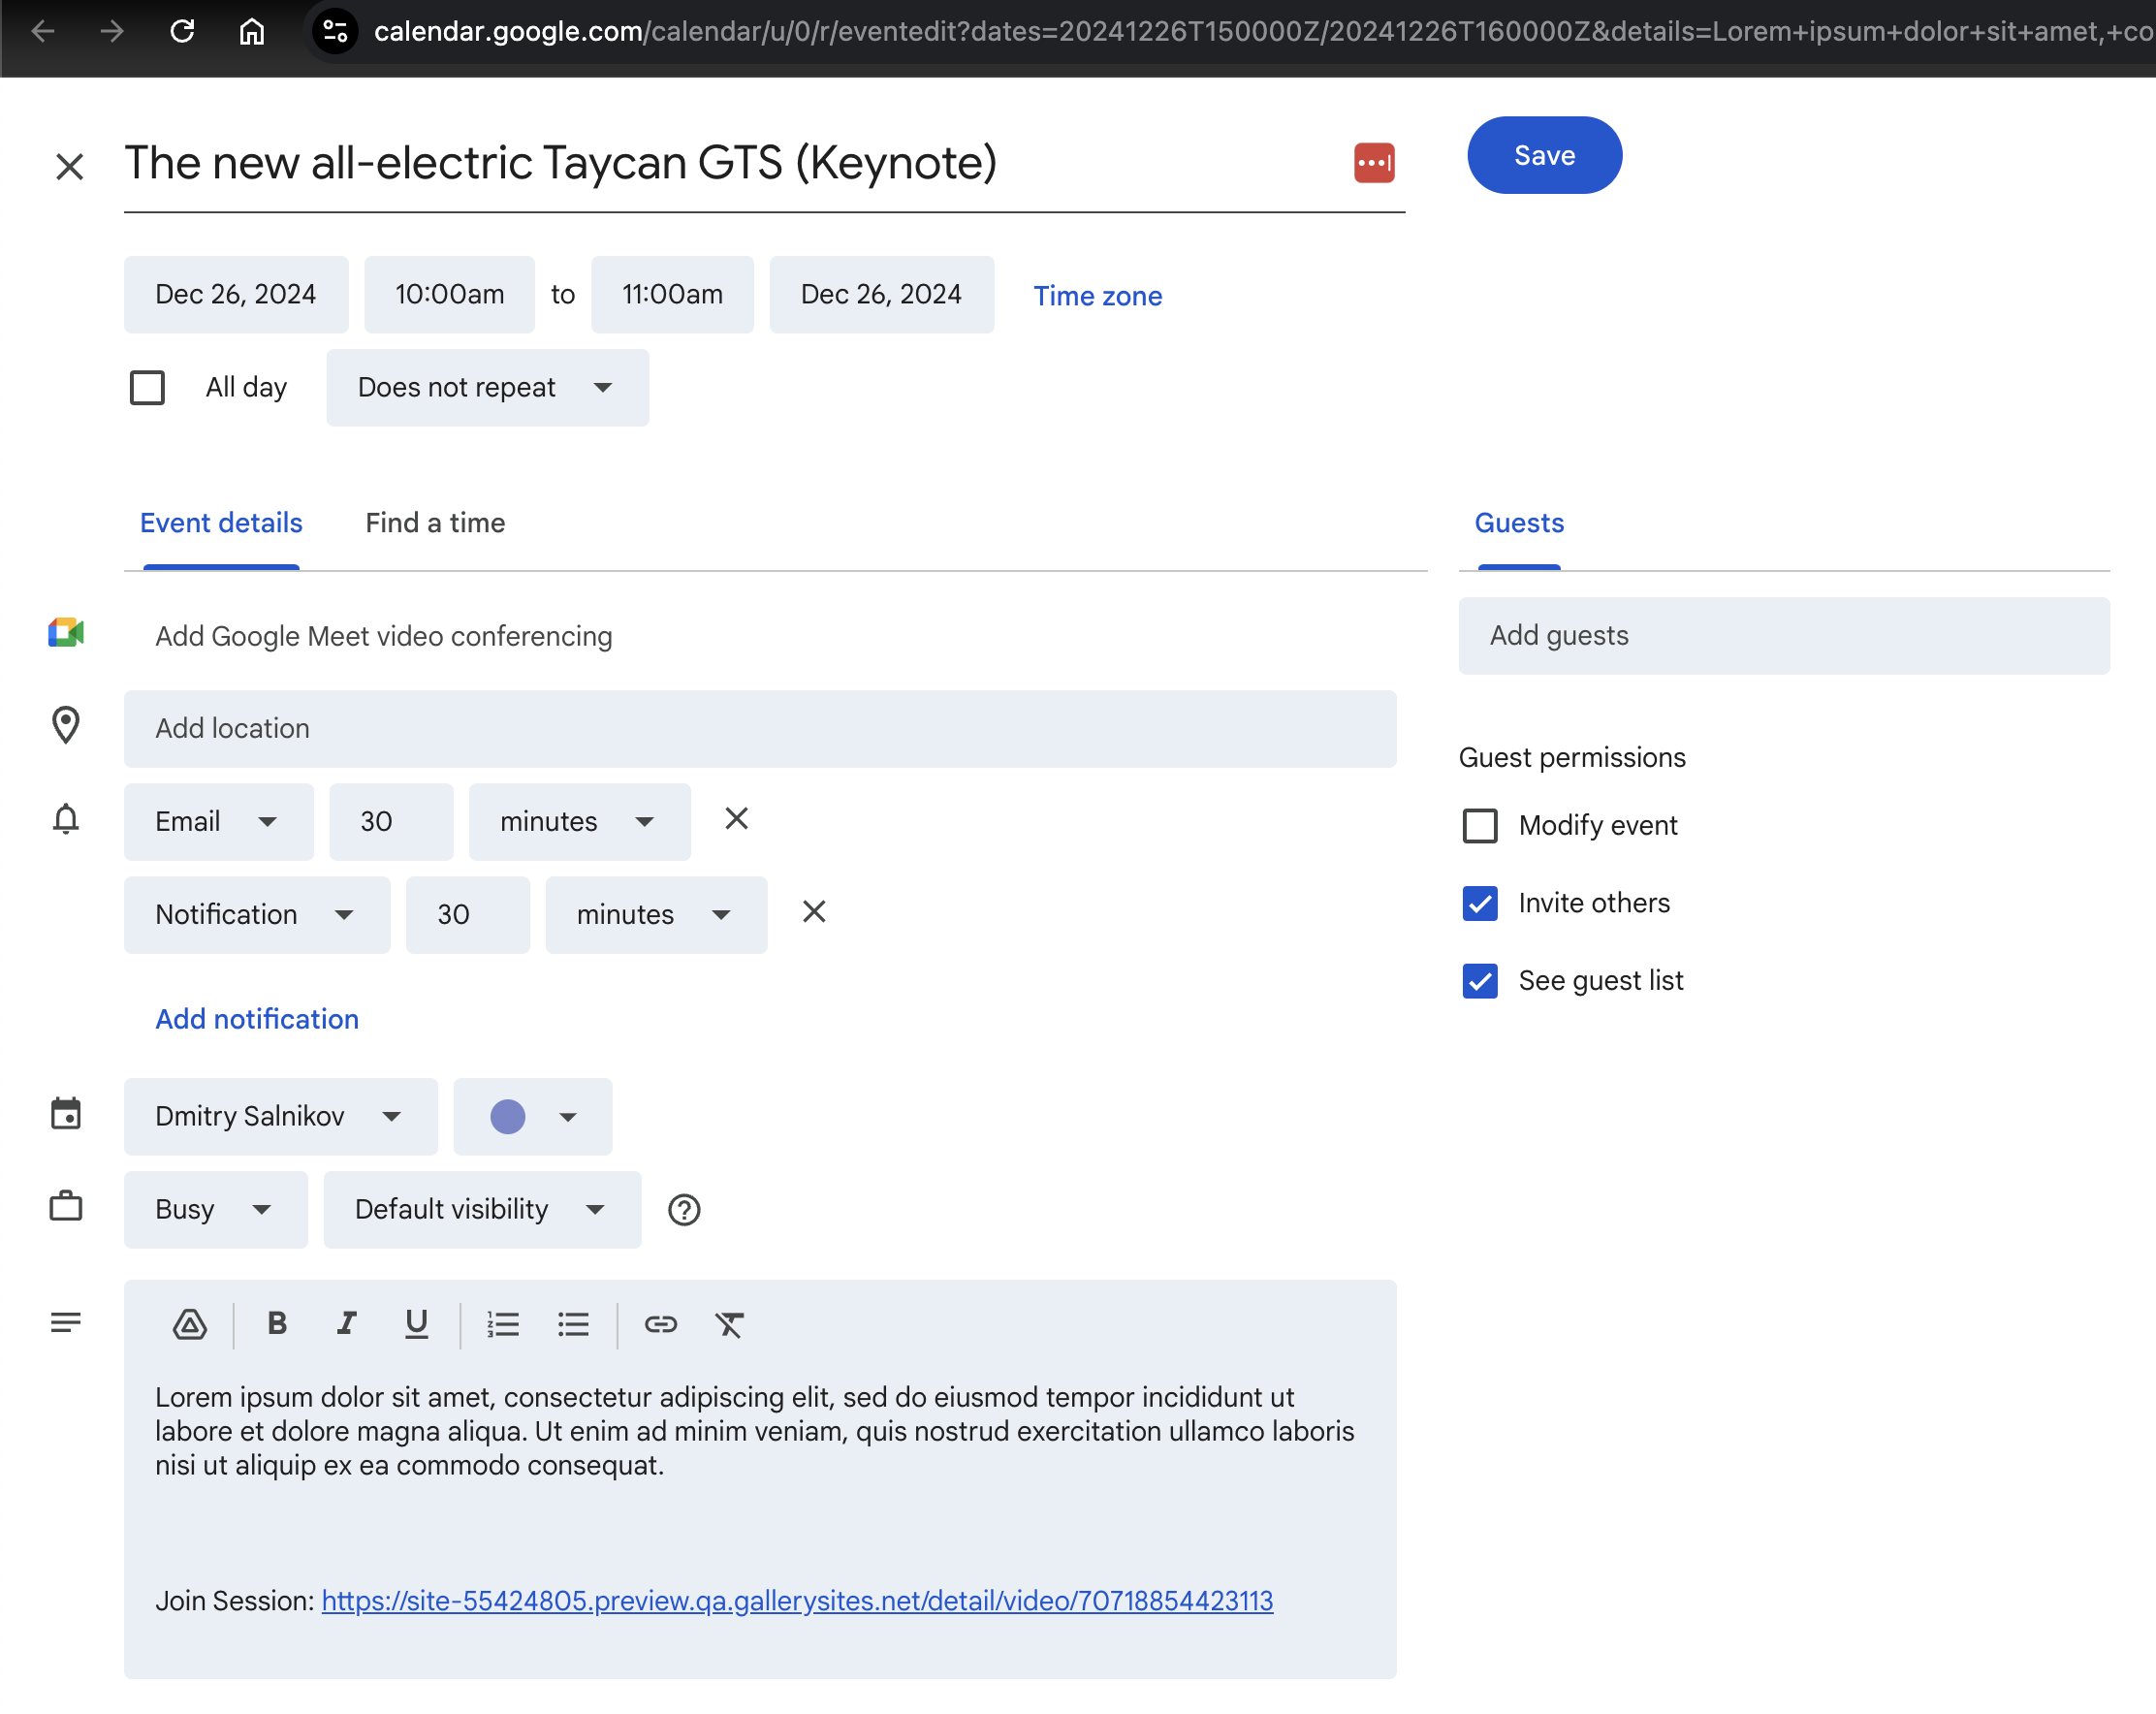 calendar.google.com/calendar/u/0/r/eventedit?dates=20241226T150000Z/20241226T160000Z&details=Lorem+ipsum+dolor+sit+amet,+co
The new all-electric Taycan GTS (Keynote)
Save
Dec 26, 2024 10:00am to 11:00am Dec 26, 2024 Time zone
All day Does not repeat
Event details Find a time
Guests
Add Google Meet video conferencing
Add guests
Add location
Guest permissions
Email 30 minutes
Modify event
Notification 30 minutes
Invite others
See guest list
Add notification
Dmitry Salnikov
Busy Default visibility
B I U
Lorem ipsum dolor sit amet, consectetur adipiscing elit, sed do eiusmod tempor incididunt ut
labore et dolore magna aliqua. Ut enim ad minim veniam, quis nostrud exercitation ullamco laboris
nisi ut aliquip ex ea commodo consequat.
Join Session: https://site-55424805.preview.qa.gallerysites.net/detail/video/70718854423113